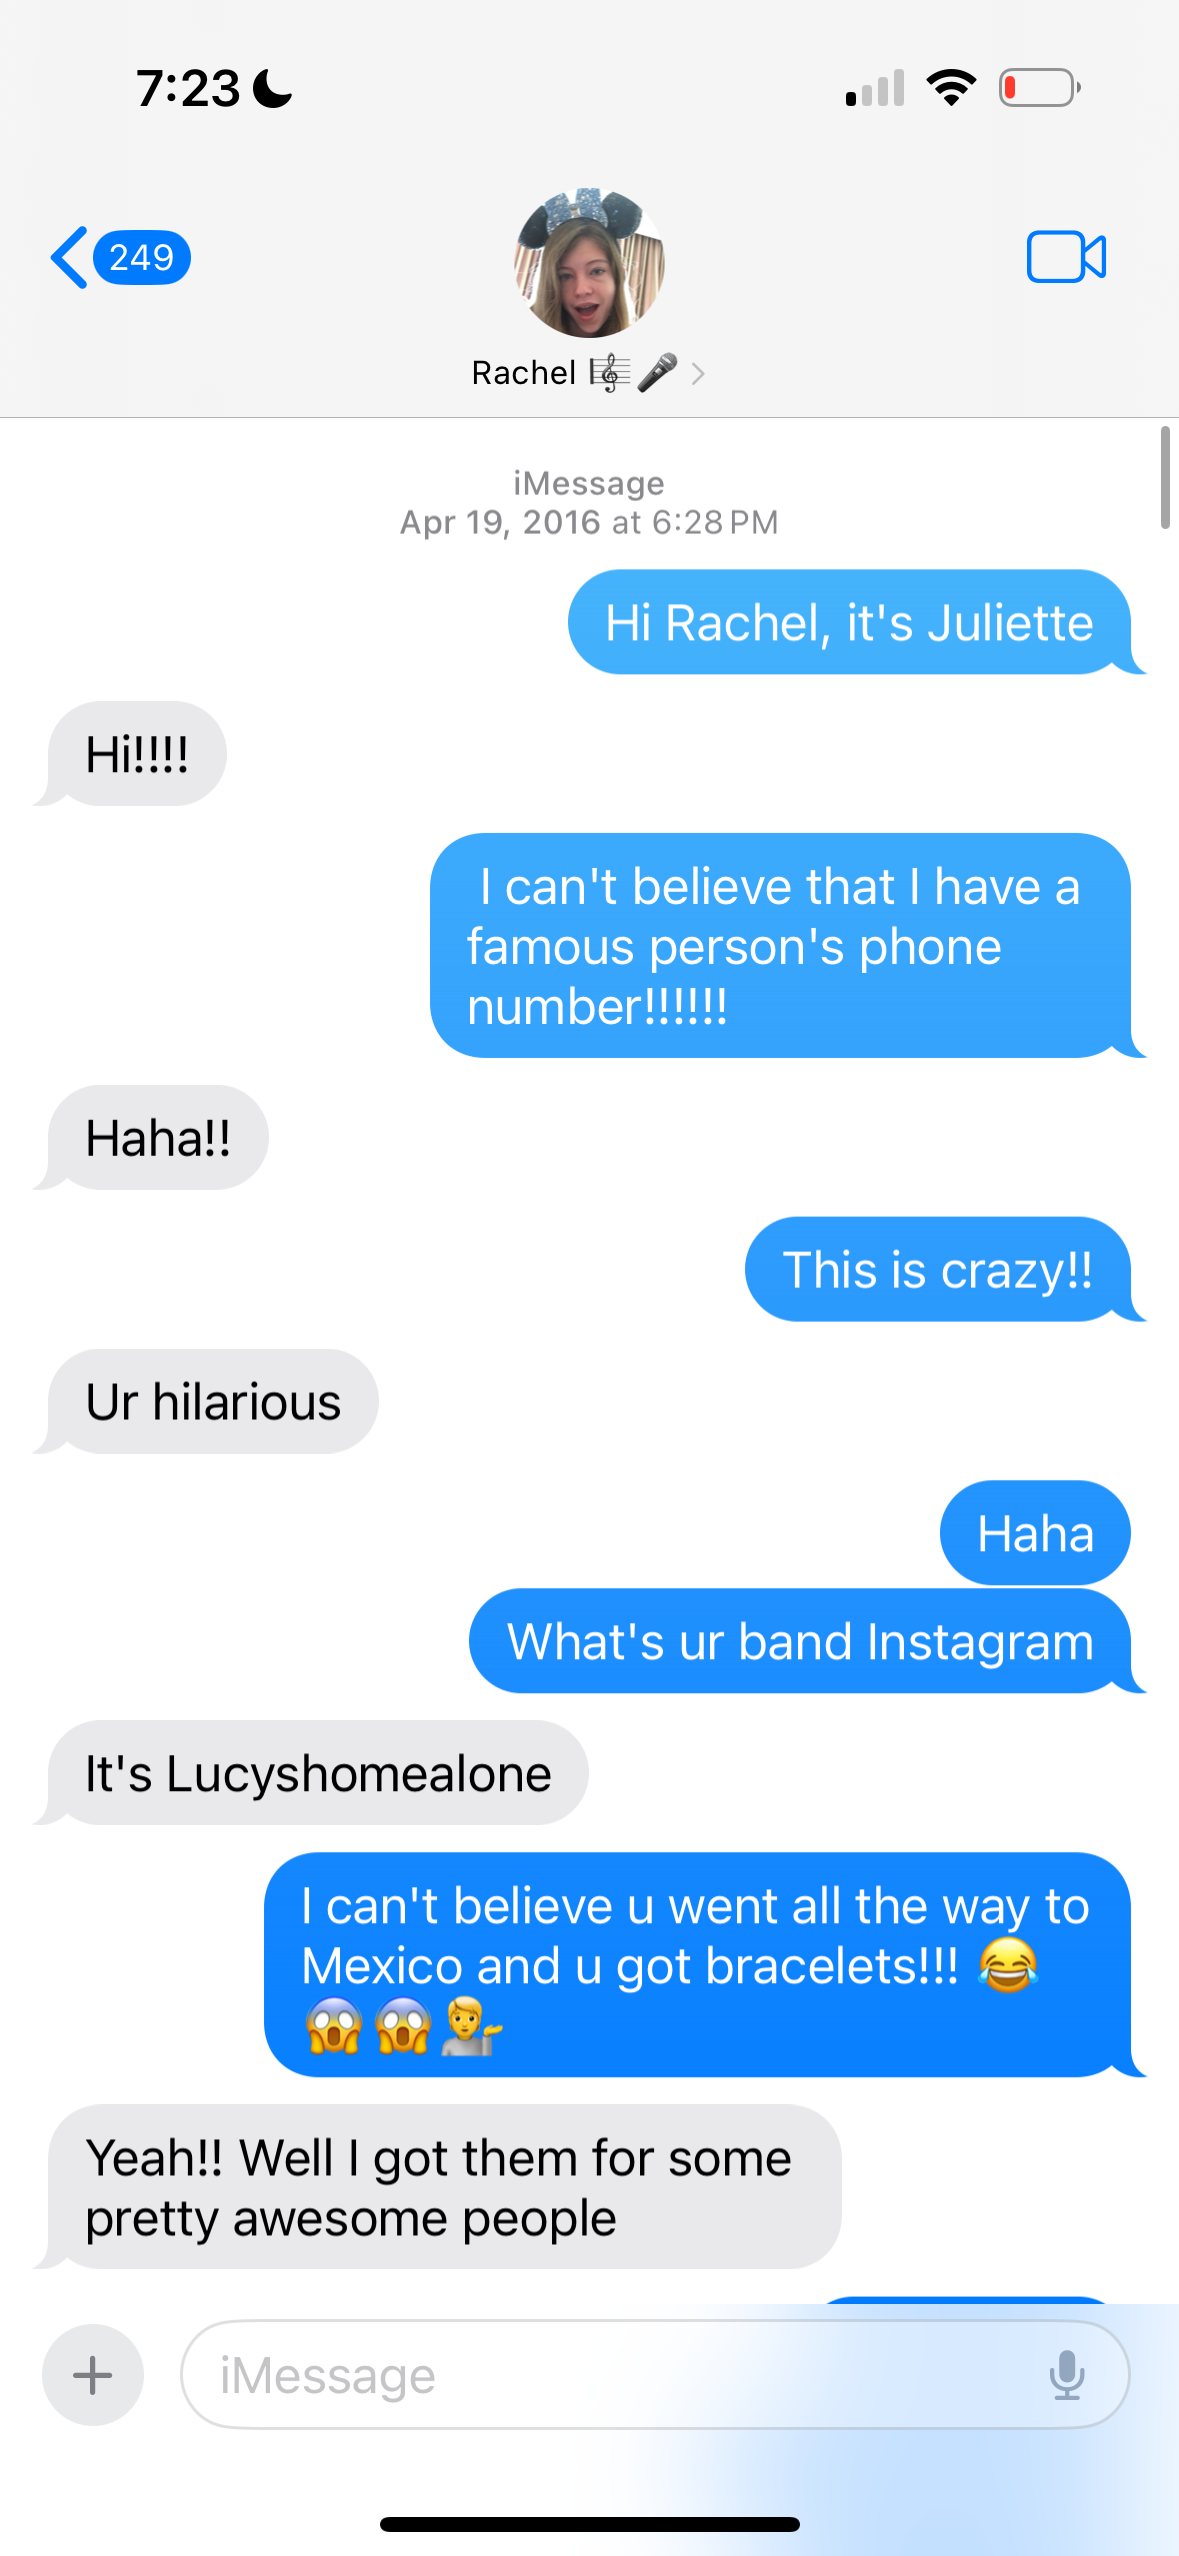 7:23
249
Rachel 🎼🎤
iMessage
Apr 19, 2016 at 6:28 PM
Hi Rachel, it's Juliette
Hi!!!!
I can't believe that I have a
famous person's phone
number!!!!!!
Haha!!
This is crazy!!
Ur hilarious
Haha
What's ur band Instagram
It's Lucyshomealone
I can't believe u went all the way to
Mexico and u got bracelets!!! 😂
😱😱💁
Yeah!! Well I got them for some
pretty awesome people
iMessage